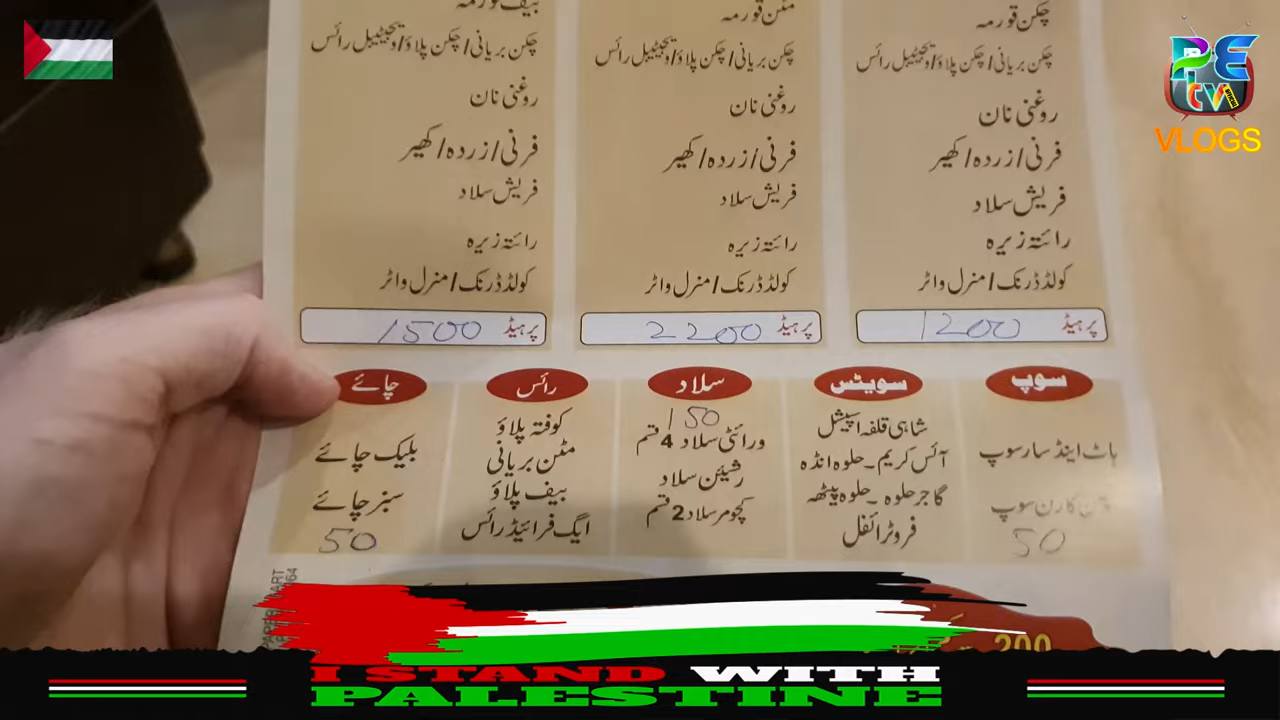 چکن قورمہ
چکن بریانی/چکن پلاؤ/ویجیٹیبل رائس
روغنی نان
فرنی/زردہ/کھیر
فریش سلاد
رائتہ زیرہ
کولڈ ڈرنک/منرل واٹر
پر ہیڈ 1200
مٹن قورمہ
چکن بریانی/چکن پلاؤ/ویجیٹیبل رائس
روغنی نان
فرنی/زردہ/کھیر
فریش سلاد
رائتہ زیرہ
کولڈ ڈرنک/منرل واٹر
پر ہیڈ 2200
بیف قورمہ
چکن بریانی/چکن پلاؤ/ویجیٹیبل رائس
روغنی نان
فرنی/زردہ/کھیر
فریش سلاد
رائتہ زیرہ
کولڈ ڈرنک/منرل واٹر
پر ہیڈ 1500
سوپ
ہاٹ اینڈ سار سوپ
چکن کارن سوپ
50
سویٹس
شاہی قلفہ اسپیشل
آئس کریم - حلوہ انڈہ
گاجر حلوہ - حلوہ پیٹھہ
فروٹ ٹرائفل
سلاد
150
ورائٹی سلاد 4 قسم
رشین سلاد
کچومر سلاد 2 قسم
رائس
کوفتہ پلاؤ
مٹن بریانی
بیف پلاؤ
ایگ فرائیڈ رائس
چائے
بلیک چائے
سبز چائے
50
200
PE
tv
VLOGS
I STAND WITH
PALESTINE